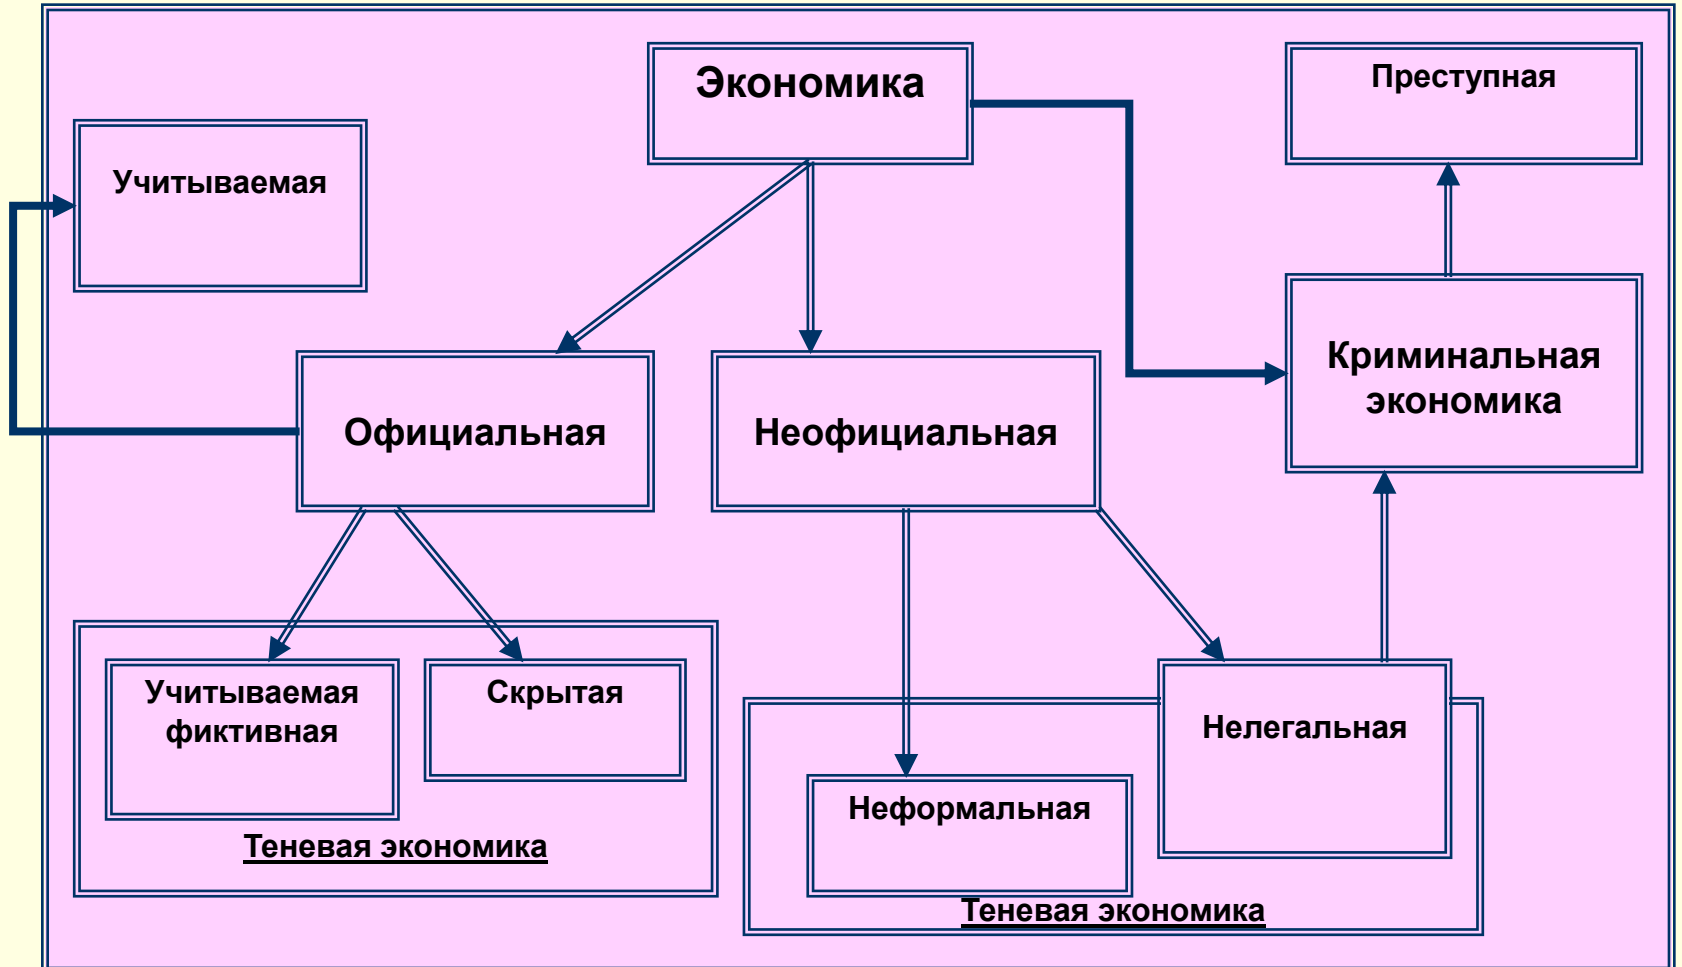 Экономика
Преступная
Учитываемая
Криминальная
экономика
Официальная
Неофициальная
Учитываемая
фиктивная
Скрытая
Нелегальная
Неформальная
Теневая экономика
Теневая экономика